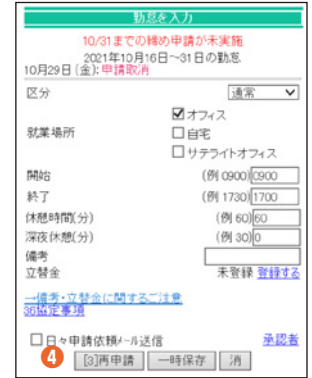 勤怠を入力
10/31までの締め申請が未実施
2021年10月16日～31日の勤怠
10月29日 (金): 申請取消
区分 通常
☑オフィス
就業場所 □自宅
□サテライトオフィス
開始 (例 0900) 0900
終了 (例 1730) 1700
休憩時間(分) (例 60) 60
深夜休憩(分) (例 30) 0
備考
立替金 未登録 登録する
→備考・立替金に関するご注意
36協定事項
□日々申請依頼メール送信 承認者
4 [3]再申請 一時保存 消